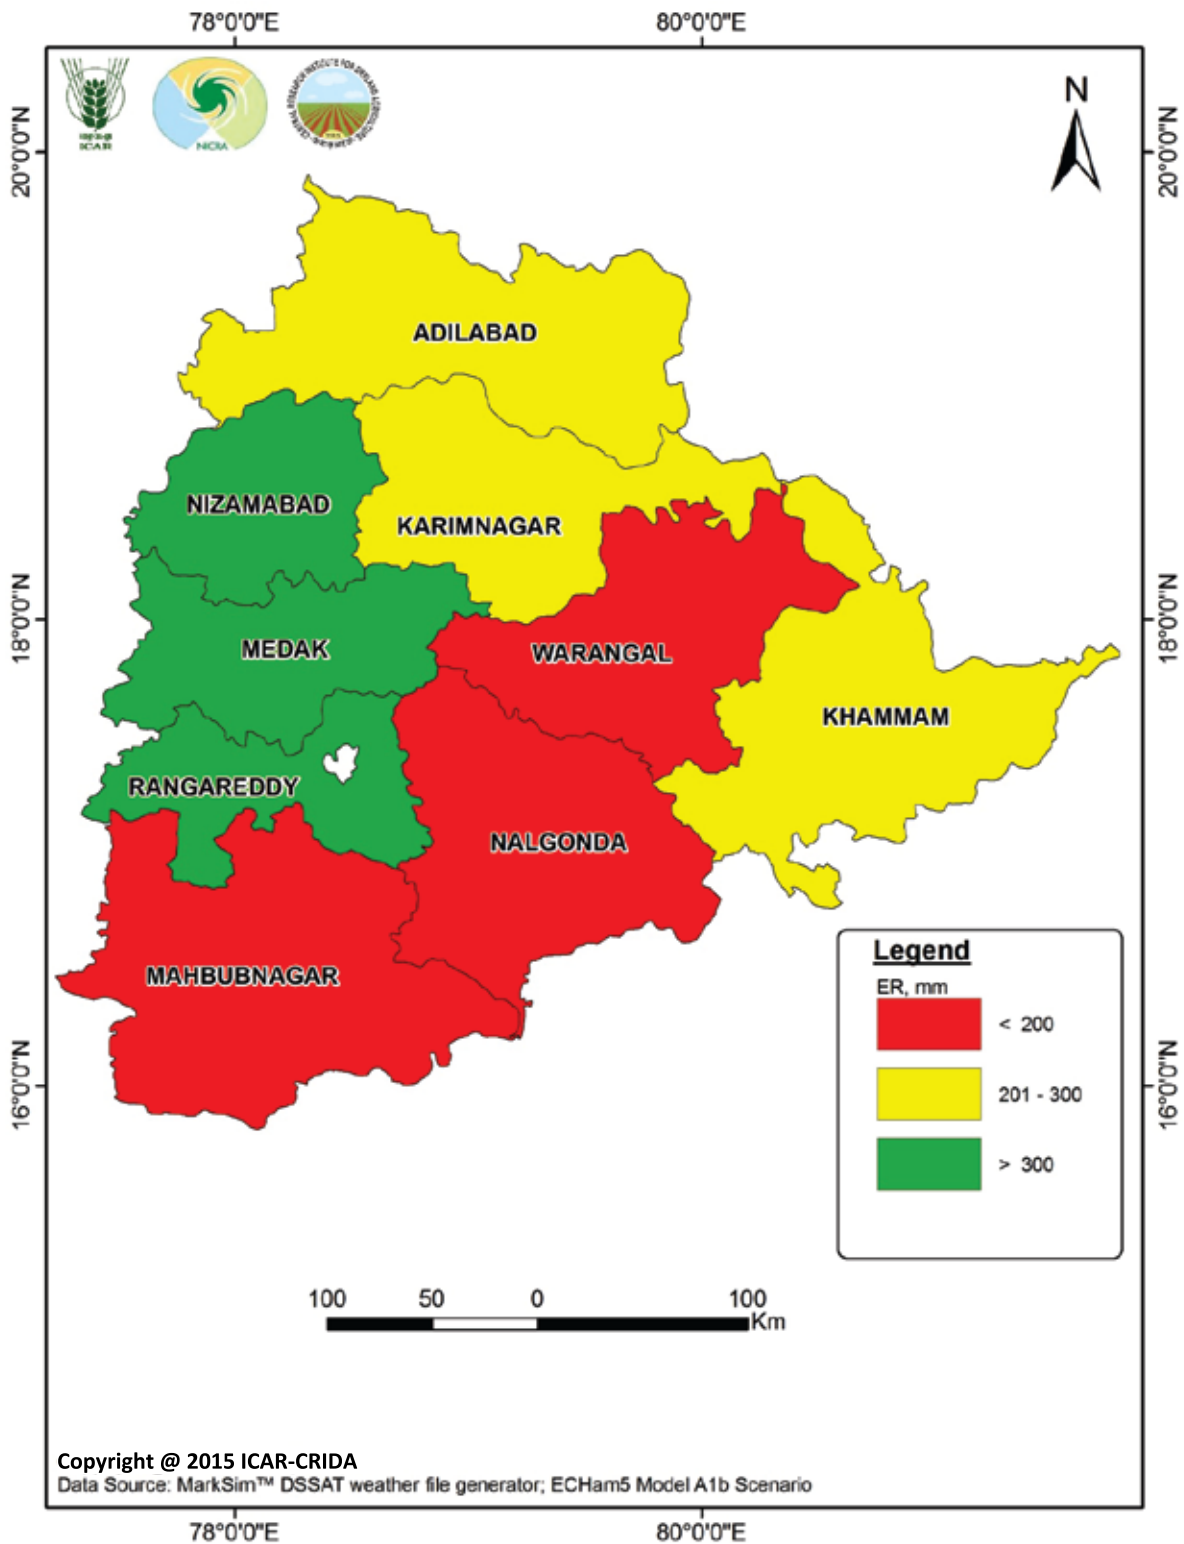 78°0'0"E 80°0'0"E
20°0'0"N 20°0'0"N
ICAR
NICRA
N
ADILABAD
NIZAMABAD
KARIMNAGAR
18°0'0"N 18°0'0"N
MEDAK
WARANGAL
KHAMMAM
RANGAREDDY
NALGONDA
MAHBUBNAGAR
Legend
ER, mm
< 200
201 - 300
> 300
16°0'0"N 16°0'0"N
100 50 0 100
Km
Copyright @ 2015 ICAR-CRIDA
Data Source: MarkSim™ DSSAT weather file generator; ECHam5 Model A1b Scenario
78°0'0"E 80°0'0"E